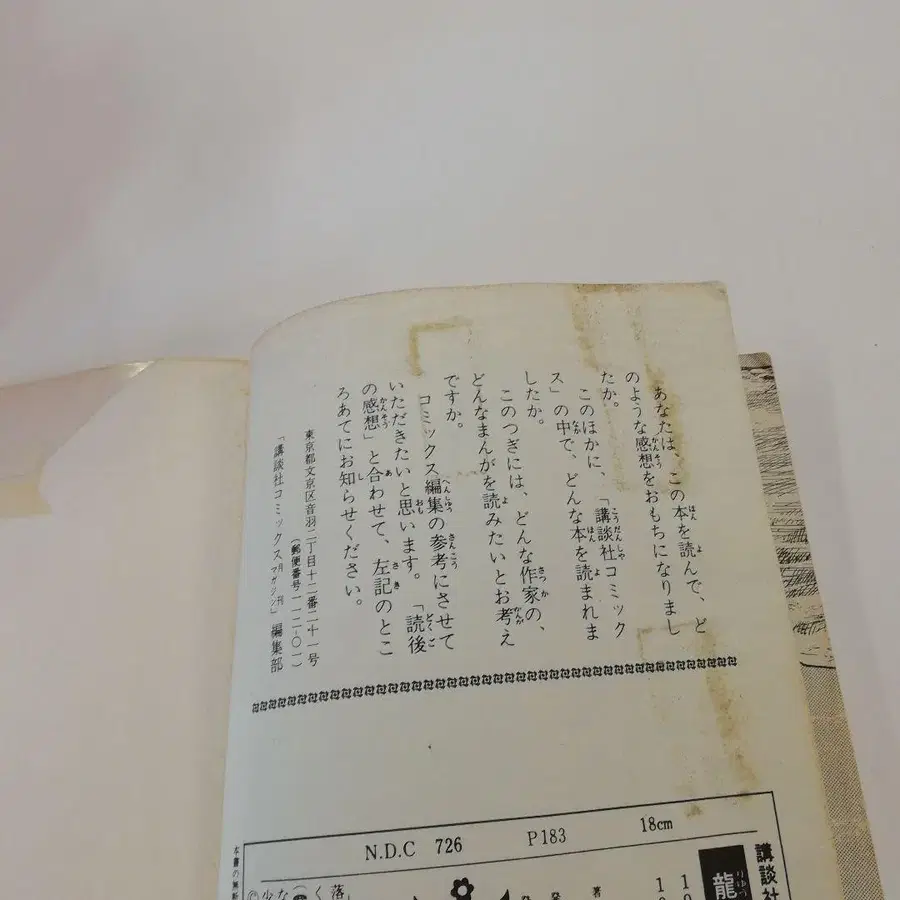 あなたは、この本を読んで、ど
のような感想をおもちになりまし
たか。
このほかに、「講談社コミック
ス」の中で、どんな本を読まれま
したか。
このつぎには、どんな作家の、
どんなまんがを読みたいとお考え
ですか。
コミックス編集の参考にさせて
いただきたいと思います。「読後
の感想」と合わせて、左記のとこ
ろあてにお知らせください。
東京都文京区音羽二丁目十二番二十一号
(郵便番号一一二-〇一)
「講談社コミックス月刊マガジン」編集部
N.D.C 726 P183 18cm
講談社
龍